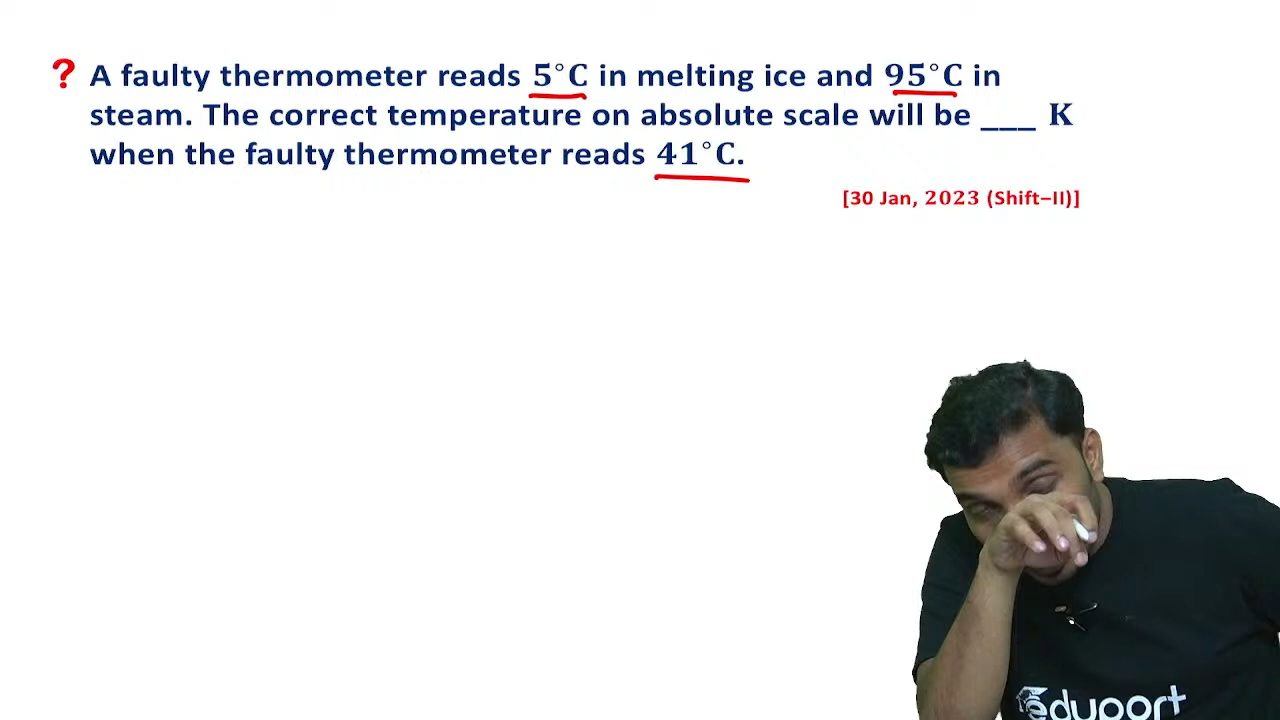 ? A faulty thermometer reads 5°C in melting ice and 95°C in
steam. The correct temperature on absolute scale will be ___ K
when the faulty thermometer reads 41°C.
[30 Jan, 2023 (Shift–II)]
eduport